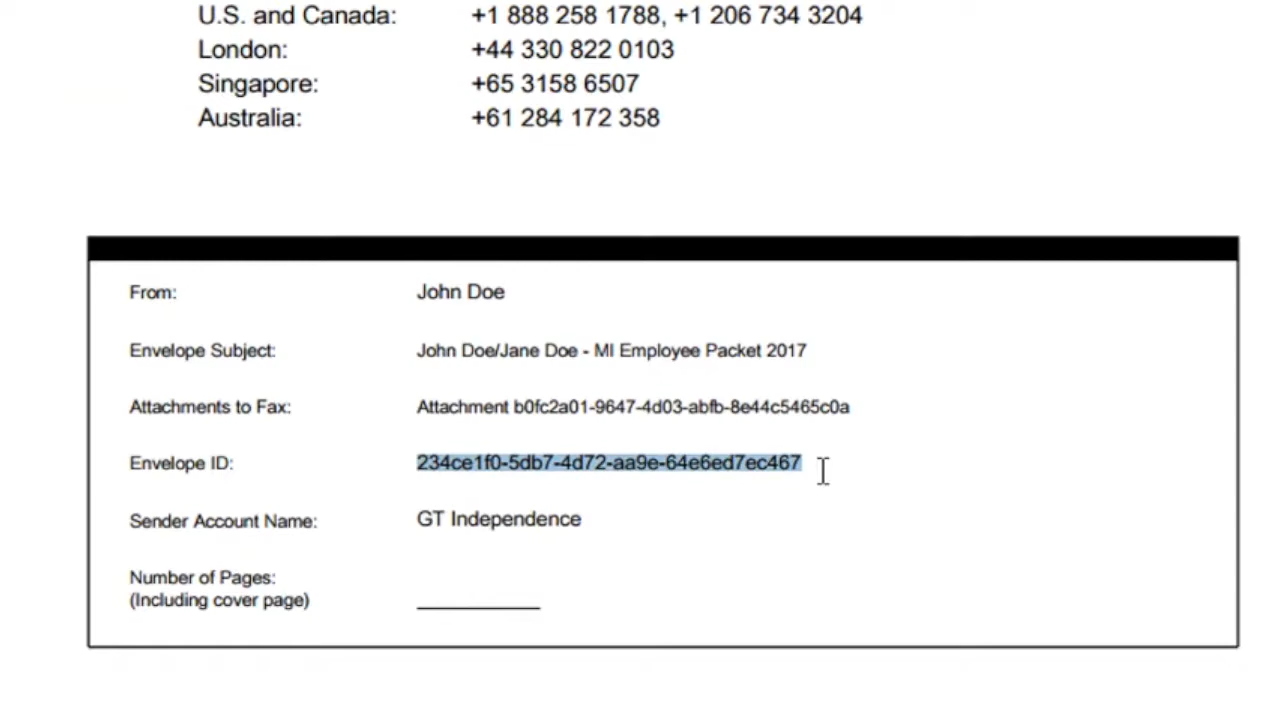 U.S. and Canada: +1 888 258 1788, +1 206 734 3204
London: +44 330 822 0103
Singapore: +65 3158 6507
Australia: +61 284 172 358
From: John Doe
Envelope Subject: John Doe/Jane Doe - MI Employee Packet 2017
Attachments to Fax: Attachment b0fc2a01-9647-4d03-abfb-8e44c5465c0a
Envelope ID: 234ce1f0-5db7-4d72-aa9e-64e6ed7ec467
Sender Account Name: GT Independence
Number of Pages:
(Including cover page)